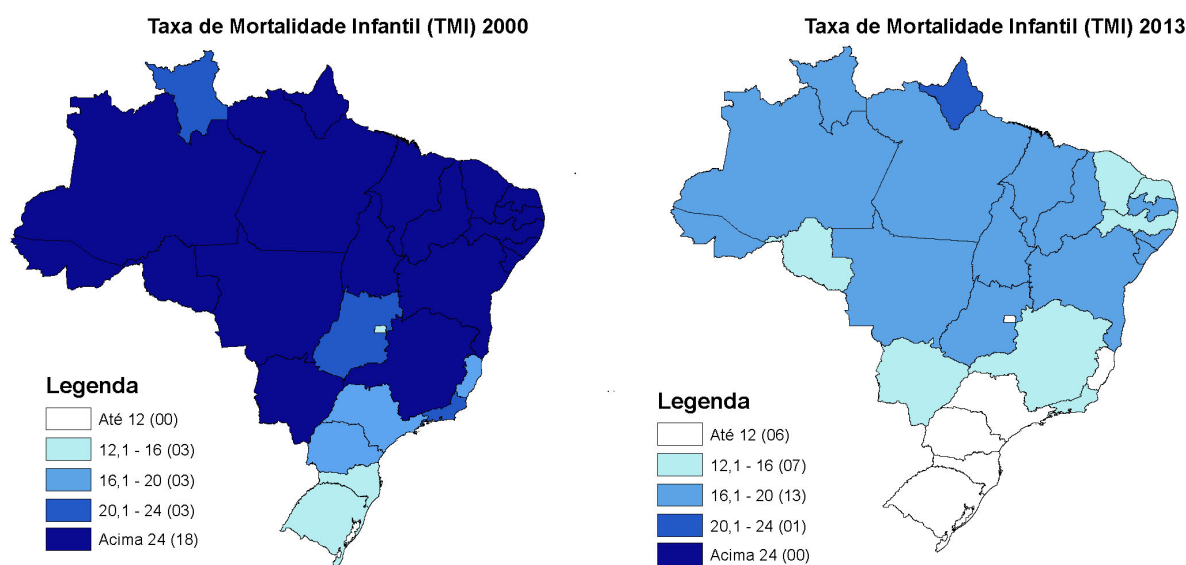 Taxa de Mortalidade Infantil (TMI) 2000
Legenda
Até 12 (00)
12,1 - 16 (03)
16,1 - 20 (03)
20,1 - 24 (03)
Acima 24 (18)
Taxa de Mortalidade Infantil (TMI) 2013
Legenda
Até 12 (06)
12,1 - 16 (07)
16,1 - 20 (13)
20,1 - 24 (01)
Acima 24 (00)